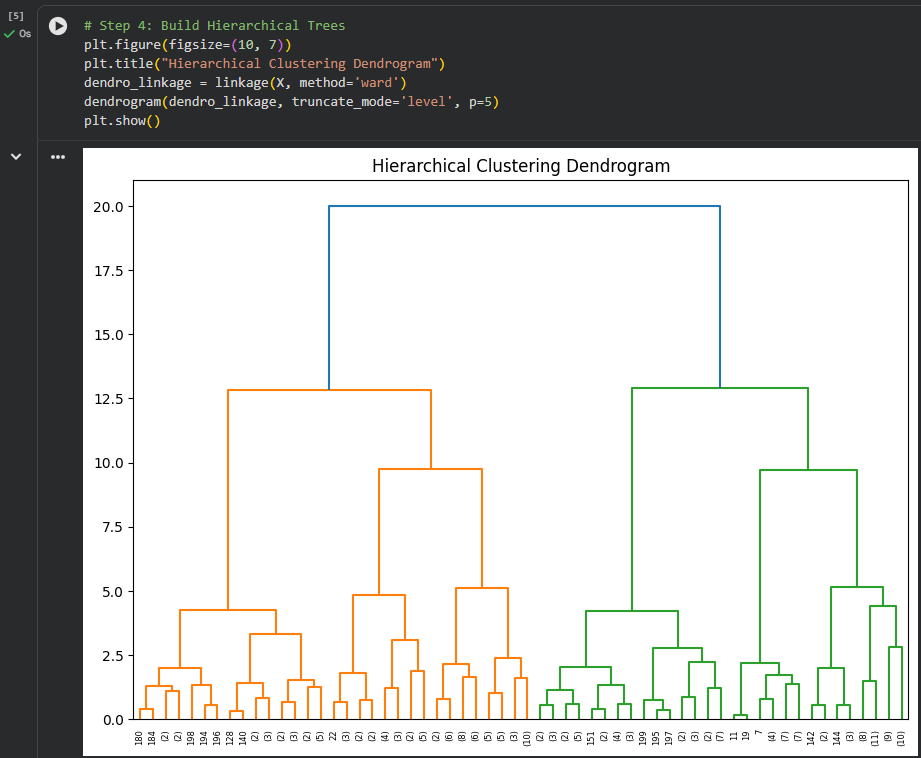 [5]
0s
# Step 4: Build Hierarchical Trees
plt.figure(figsize=(10, 7))
plt.title("Hierarchical Clustering Dendrogram")
dendro_linkage = linkage(X, method='ward')
dendrogram(dendro_linkage, truncate_mode='level', p=5)
plt.show()
Hierarchical Clustering Dendrogram
20.0
17.5
15.0
12.5
10.0
7.5
5.0
2.5
0.0
180 184 (2) (2) 198 194 196 128 140 (2) (3) (2) (3) (2) (5) 22 (3) (2) (2) (4) (3) (2) (5) (2) (6) (8) (6) (5) (5) (3) (10) (2) (3) (2) (5) 151 (2) (4) (3) 199 195 197 (2) (3) (2) (7) 11 19 7 (4) (7) (7) 142 (2) 144 (3) (8) (11) (9) (10)